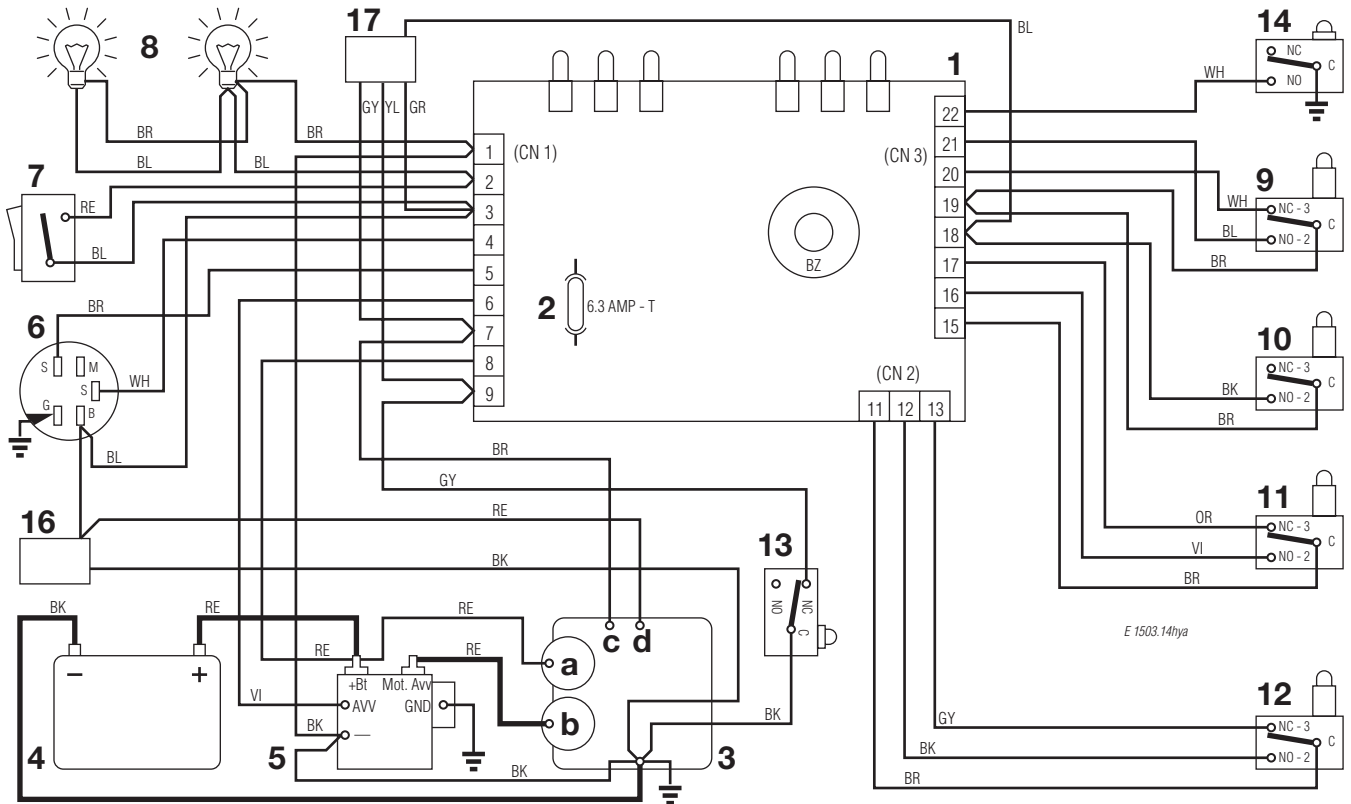 8
17
1
14
BL
NC
C
WH
NO
GY YL GR
BR
BR
BL
BL
22
21
20
19
18
17
16
15
(CN 3)
1
2
3
4
5
6
7
8
9
(CN 1)
7
RE
BL
BZ
2
6.3 AMP - T
9
WH
NC - 3
C
BL
NO - 2
BR
6
BR
S
M
S
WH
G
B
BL
10
NC - 3
C
BK
NO - 2
BR
(CN 2)
11 12 13
BR
GY
RE
BK
16
13
NO
NC
C
11
OR
NC - 3
C
VI
NO - 2
BR
E 1503.14hya
BK
RE
RE
RE
RE
– +
4
+Bt
Mot. Avv
AVV
GND
—
VI
BK
5
BK
a
b
c d
3
BK
12
GY
NC - 3
C
BK
NO - 2
BR